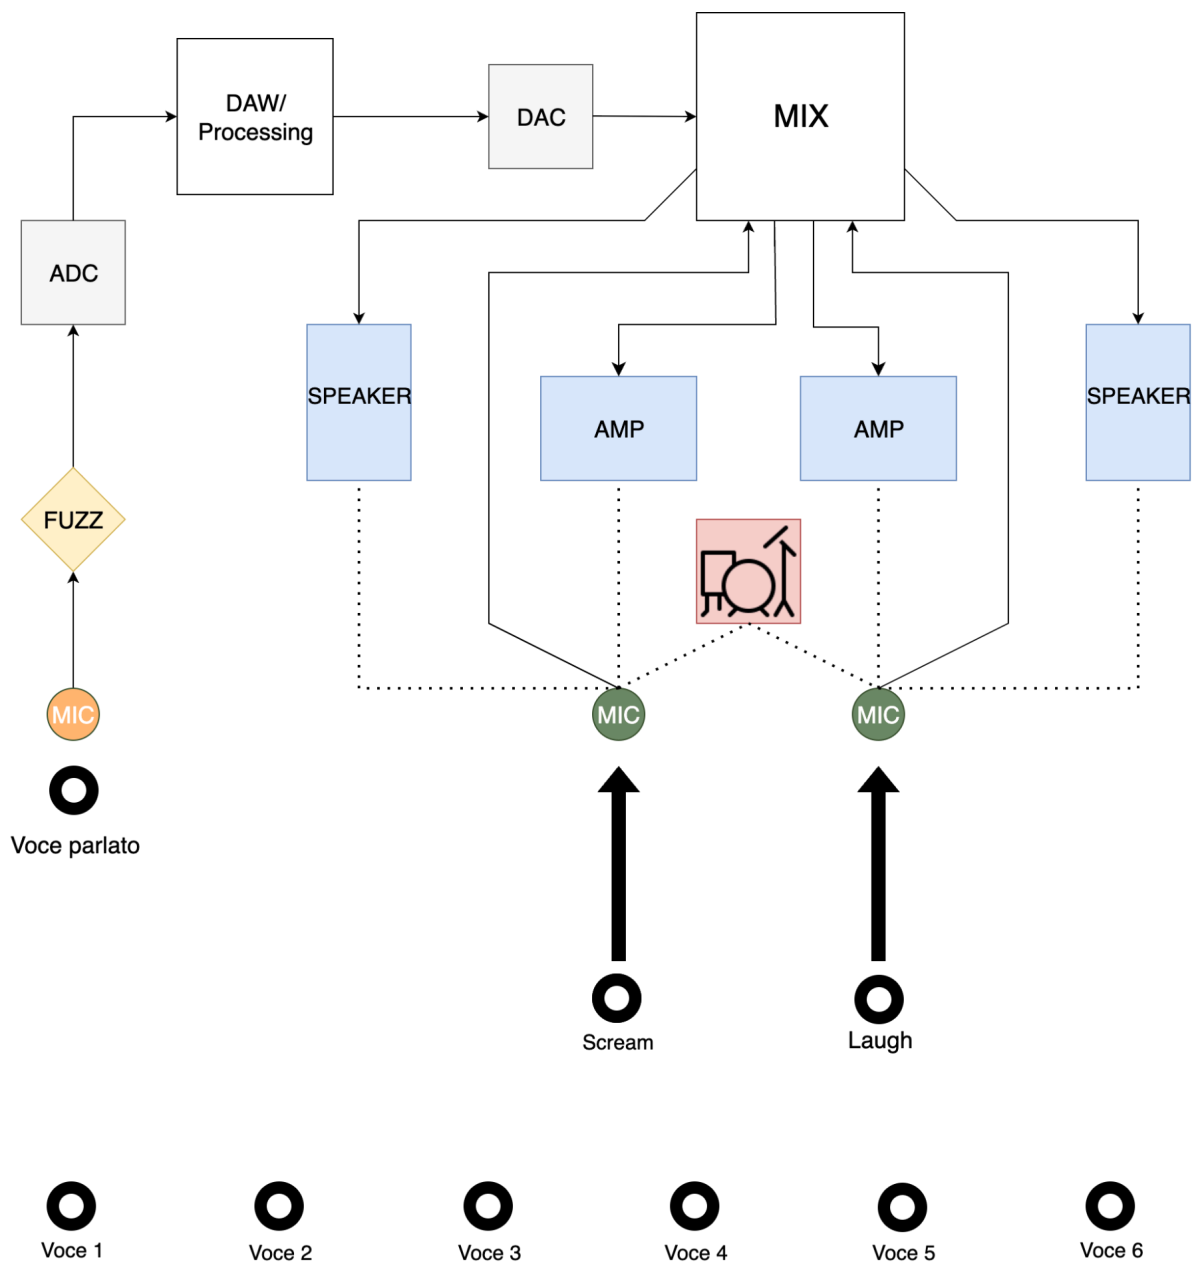 DAW/
Processing
DAC
MIX
ADC
SPEAKER
AMP
AMP
SPEAKER
FUZZ
MIC
MIC
MIC
Voce parlato
Scream
Laugh
Voce 1
Voce 2
Voce 3
Voce 4
Voce 5
Voce 6